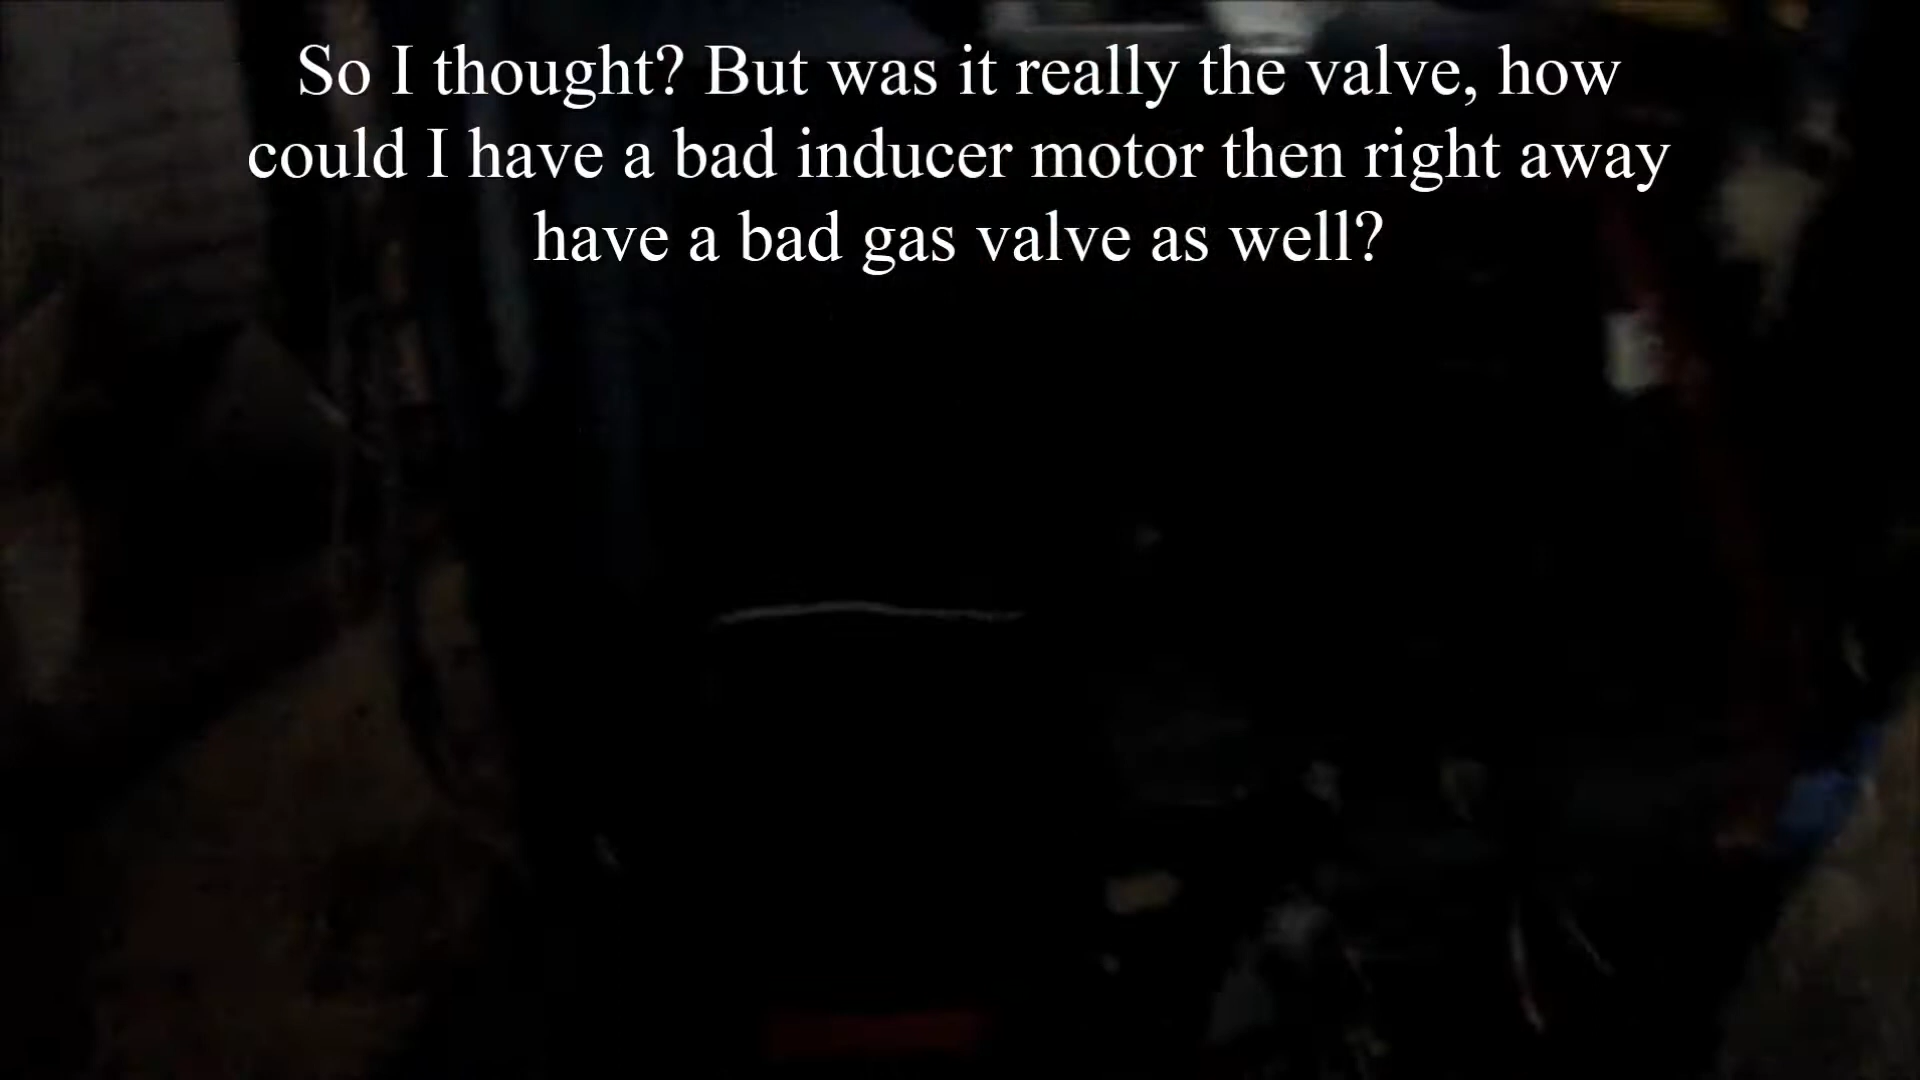 So I thought? But was it really the valve, how
could I have a bad inducer motor then right away
have a bad gas valve as well?